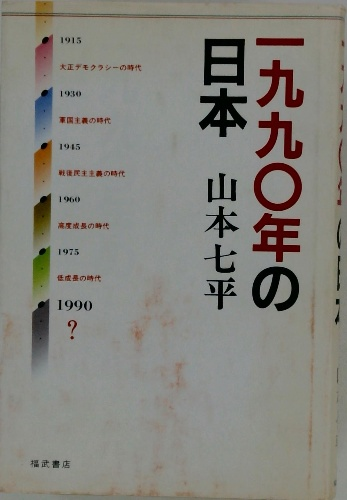 一九九〇年の
日本
山本七平
1915
大正デモクラシーの時代
1930
軍国主義の時代
1945
戦後民主主義の時代
1960
高度成長の時代
1975
低成長の時代
1990
?
福武書店